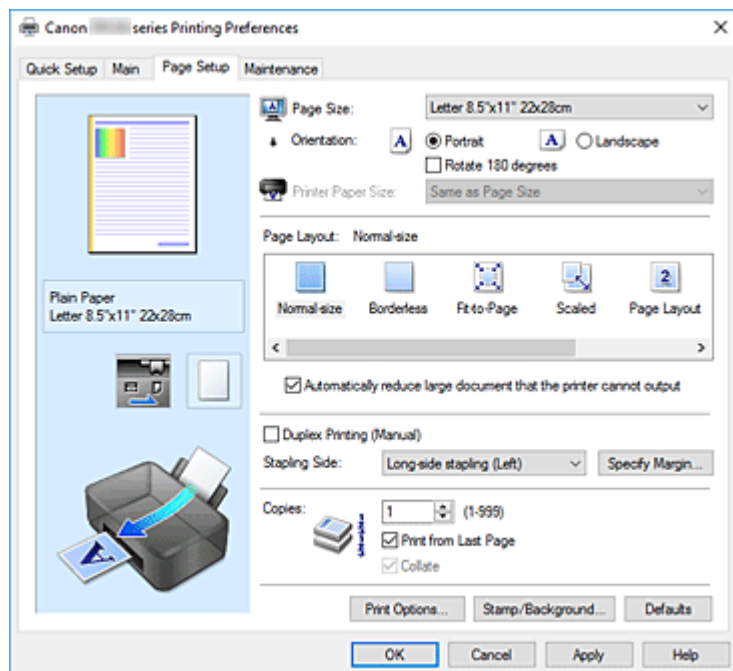 Canon series Printing Preferences
Quick Setup Main Page Setup Maintenance
Page Size: Letter 8.5"x11" 22x28cm
Orientation: A Portrait A Landscape
Rotate 180 degrees
Printer Paper Size: Same as Page Size
Page Layout: Normal-size
2
Normal-size Borderless Fit-to-Page Scaled Page Layout
Automatically reduce large document that the printer cannot output
Plain Paper
Letter 8.5"x11" 22x28cm
Duplex Printing (Manual)
Stapling Side: Long-side stapling (Left) Specify Margin...
Copies: 1 (1-999)
Print from Last Page
Collate
A
Print Options... Stamp/Background... Defaults
OK Cancel Apply Help